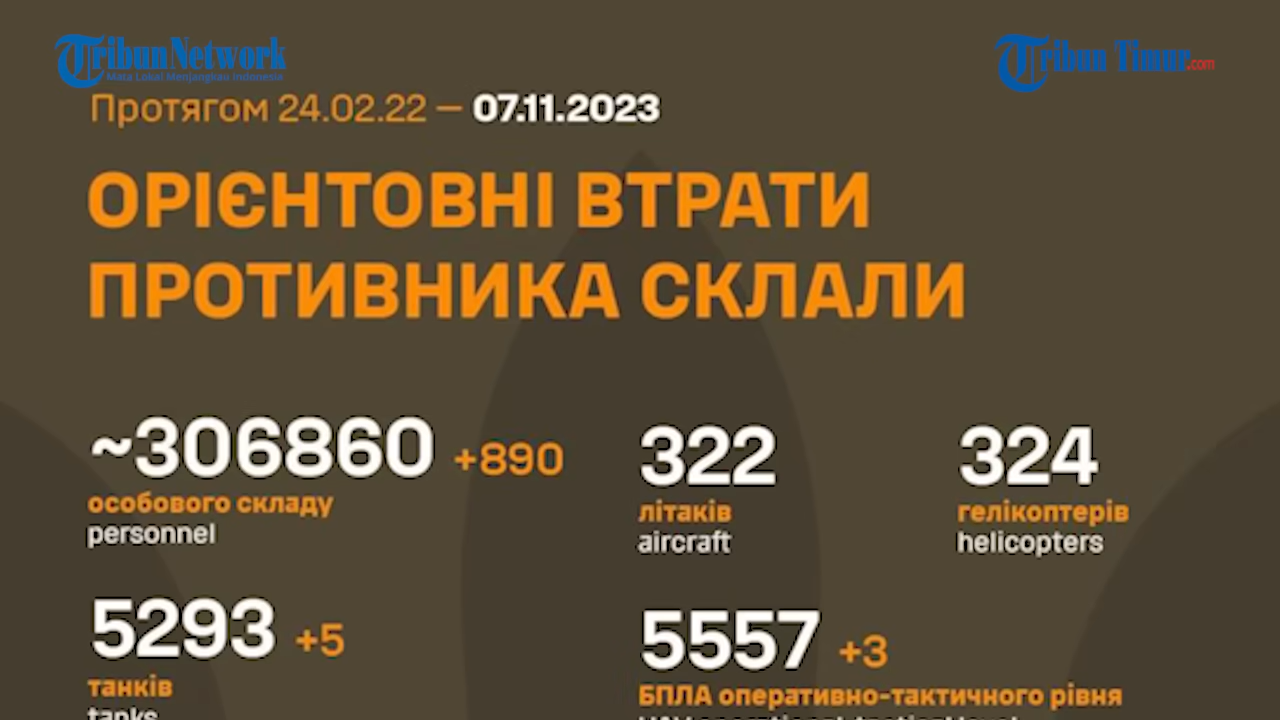 TribunNetwork
Mata Lokal Menjangkau Indonesia
Tribun Timur.com
Протягом 24.02.22 — 07.11.2023
ОРІЄНТОВНІ ВТРАТИ
ПРОТИВНИКА СКЛАЛИ
~306860 +890
особового складу
personnel
322
літаків
aircraft
324
гелікоптерів
helicopters
5293 +5
танків
tanks
5557 +3
БПЛА оперативно-тактичного рівня